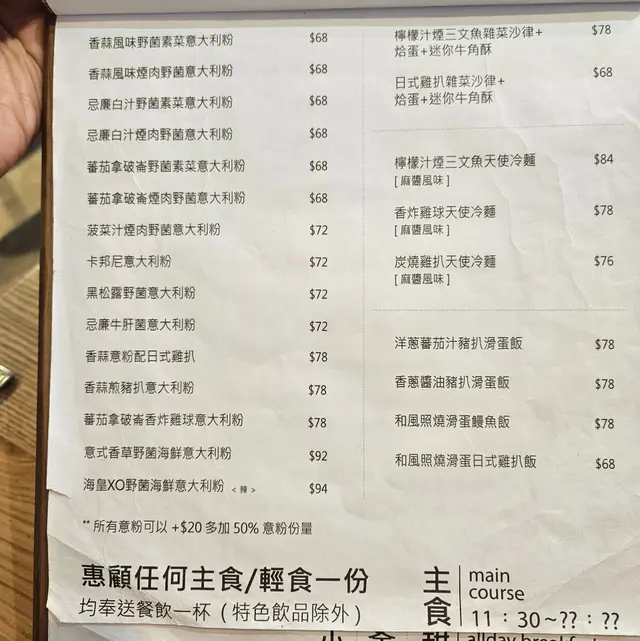 香蒜風味野菌素菜意大利粉 $68
香蒜風味煙肉野菌意大利粉 $68
忌廉白汁野菌素菜意大利粉 $68
忌廉白汁煙肉野菌意大利粉 $68
蕃茄拿破崙野菌素菜意大利粉 $68
蕃茄拿破崙煙肉野菌意大利粉 $68
菠菜汁煙肉野菌意大利粉 $72
卡邦尼意大利粉 $72
黑松露野菌意大利粉 $72
忌廉牛肝菌意大利粉 $72
香蒜意粉配日式雞扒 $78
香蒜煎豬扒意大利粉 $78
蕃茄拿破崙香炸雞球意大利粉 $78
意式香草野菌海鮮意大利粉 $92
海皇XO野菌海鮮意大利粉 <辣> $94
** 所有意粉可以 +$20 多加 50% 意粉份量
檸檬汁煙三文魚雜菜沙律+ $78
烚蛋+迷你牛角酥
日式雞扒雜菜沙律+ $68
烚蛋+迷你牛角酥
檸檬汁煙三文魚天使冷麵 $84
[ 麻醬風味 ]
香炸雞球天使冷麵 $78
[ 麻醬風味 ]
炭燒雞扒天使冷麵 $76
[ 麻醬風味 ]
洋蔥蕃茄汁豬扒滑蛋飯 $78
香蔥醬油豬扒滑蛋飯 $78
和風照燒滑蛋鰻魚飯 $78
和風照燒滑蛋日式雞扒飯 $68
惠顧任何主食/輕食一份
均奉送餐飲一杯 ( 特色飲品除外 )
主食
main
course
11：30~??：??